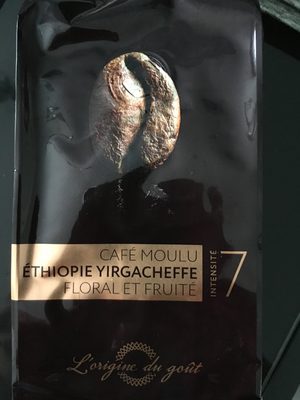 CAFÉ MOULU
ÉTHIOPIE YIRGACHEFFE
FLORAL ET FRUITÉ
INTENSITÉ
7
L'origine du goût